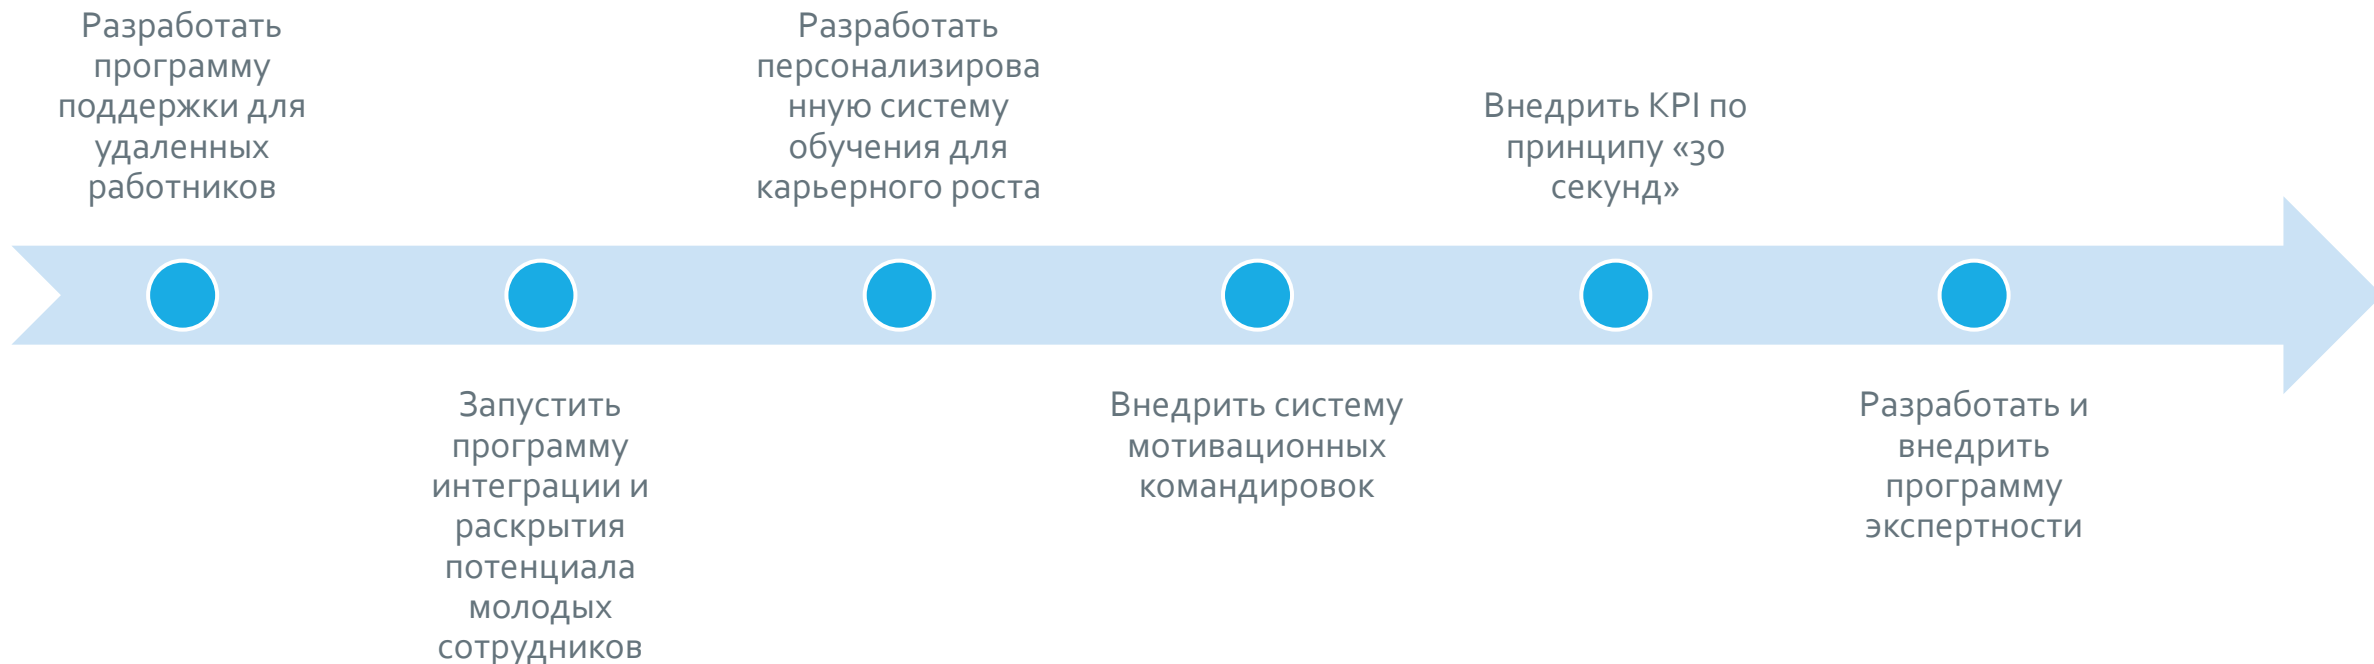 Разработать
программу
поддержки для
удаленных
работников
Запустить
программу
интеграции и
раскрытия
потенциала
молодых
сотрудников
Разработать
персонализирова
нную систему
обучения для
карьерного роста
Внедрить систему
мотивационных
командировок
Внедрить KPI по
принципу «30
секунд»
Разработать и
внедрить
программу
экспертности